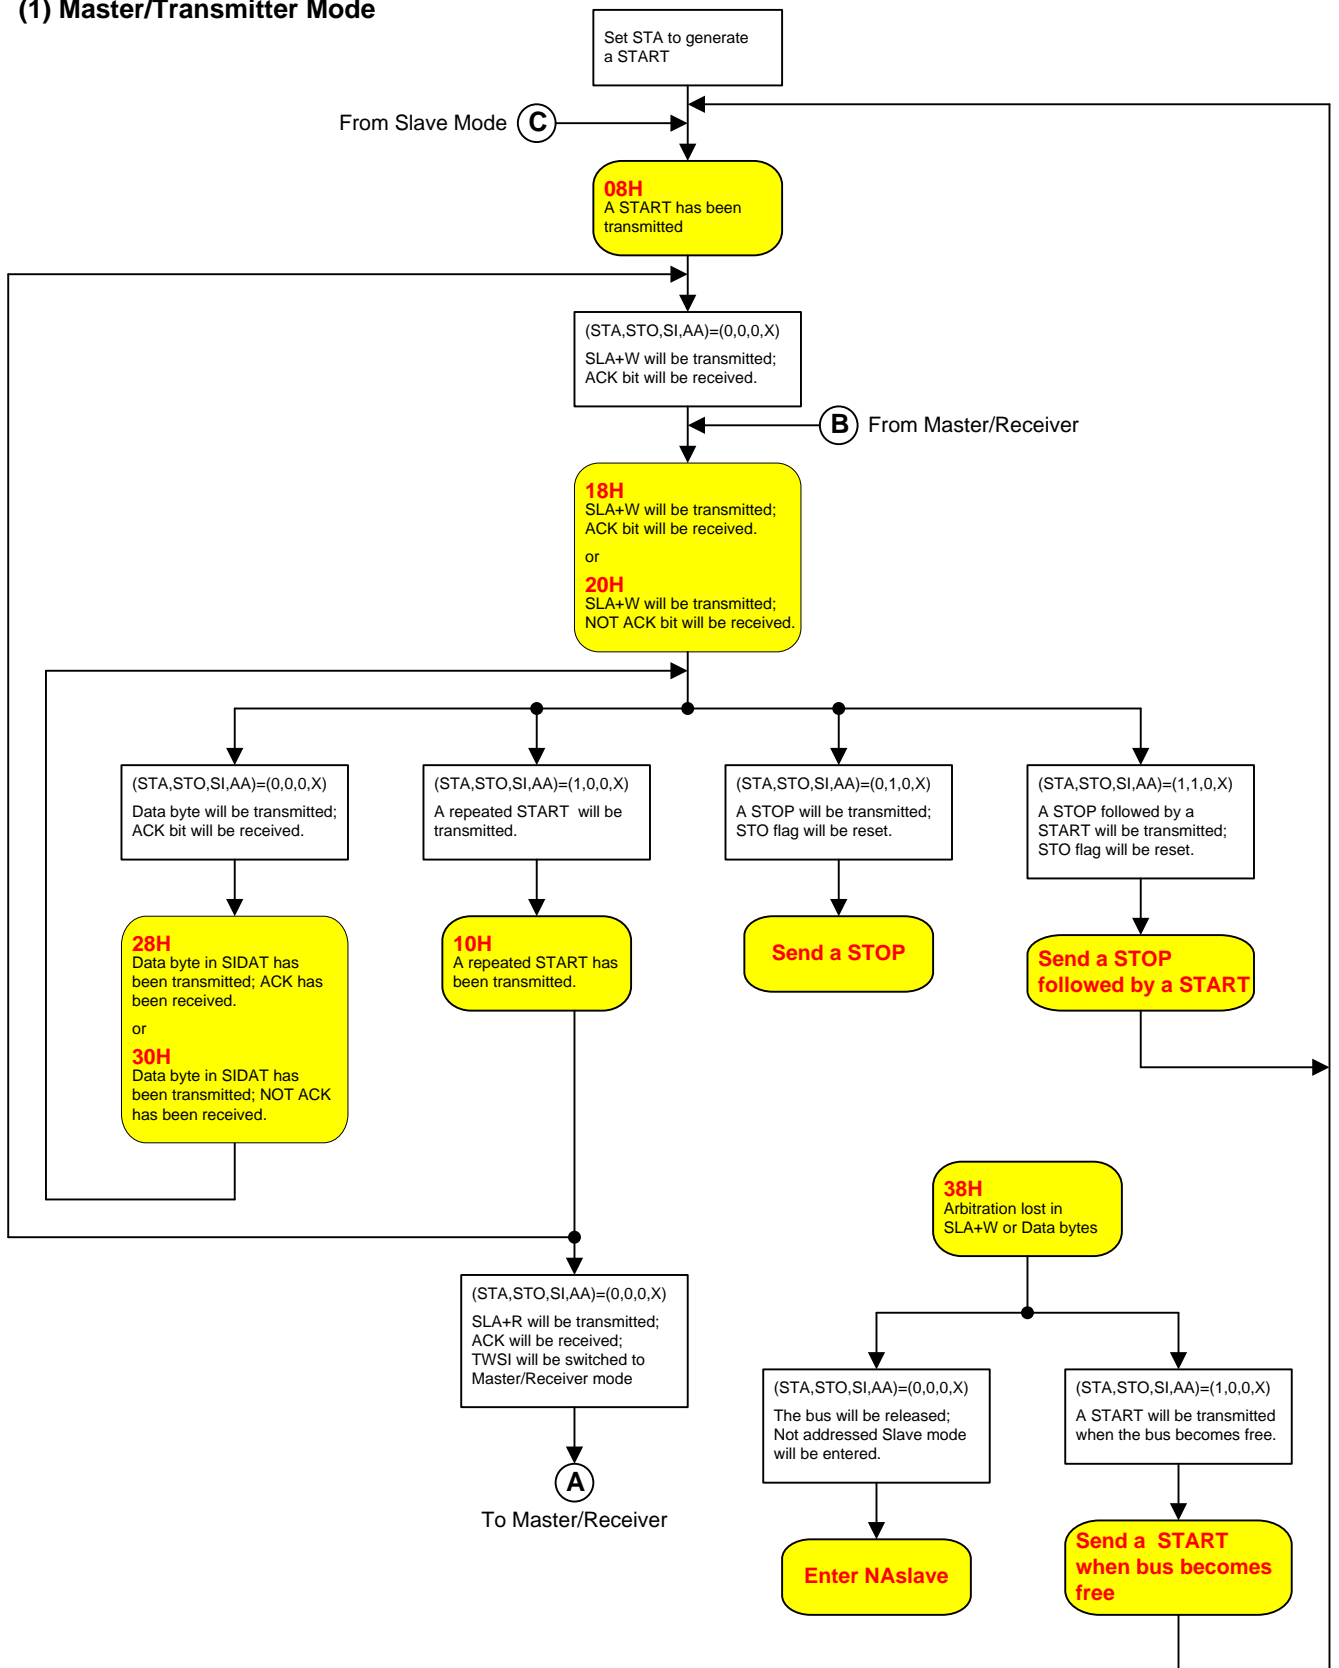 (1) Master/Transmitter Mode
Set STA to generate
a START
From Slave Mode
C
08H
A START has been
transmitted
(STA,STO,SI,AA)=(0,0,0,X)
SLA+W will be transmitted;
ACK bit will be received.
B
From Master/Receiver
18H
SLA+W will be transmitted;
ACK bit will be received.
or
20H
SLA+W will be transmitted;
NOT ACK bit will be received.
(STA,STO,SI,AA)=(0,0,0,X)
Data byte will be transmitted;
ACK bit will be received.
(STA,STO,SI,AA)=(1,0,0,X)
A repeated START will be
transmitted.
(STA,STO,SI,AA)=(0,1,0,X)
A STOP will be transmitted;
STO flag will be reset.
(STA,STO,SI,AA)=(1,1,0,X)
A STOP followed by a
START will be transmitted;
STO flag will be reset.
28H
Data byte in SIDAT has
been transmitted; ACK has
been received.
or
30H
Data byte in SIDAT has
been transmitted; NOT ACK
has been received.
10H
A repeated START has
been transmitted.
Send a STOP
Send a STOP
followed by a START
38H
Arbitration lost in
SLA+W or Data bytes
(STA,STO,SI,AA)=(0,0,0,X)
SLA+R will be transmitted;
ACK will be received;
TWSI will be switched to
Master/Receiver mode
A
To Master/Receiver
(STA,STO,SI,AA)=(0,0,0,X)
The bus will be released;
Not addressed Slave mode
will be entered.
(STA,STO,SI,AA)=(1,0,0,X)
A START will be transmitted
when the bus becomes free.
Enter NAslave
Send a START
when bus becomes
free